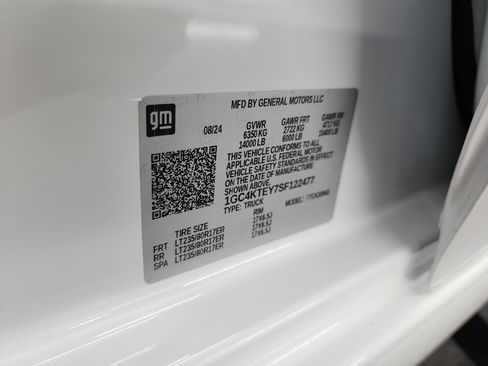 gm
MFD BY GENERAL MOTORS LLC
08/24 GVWR GAWR FRT GAWR RR
6350 KG 2722 KG 4717 KG
14000 LB 6000 LB 10400 LB
THIS VEHICLE CONFORMS TO ALL
APPLICABLE U.S. FEDERAL MOTOR
VEHICLE SAFETY STANDARDS IN
EFFECT ON THE DATE OF MANUFACTURE
SHOWN ABOVE.
1GC4KTEY7SF122477
TYPE: TRUCK MODEL:
TIRE SIZE RIM
FRT LT235/80R17ER 17X6.5J
RR LT235/80R17ER 17X6.5J
SPA LT235/80R17ER 17X6.5J